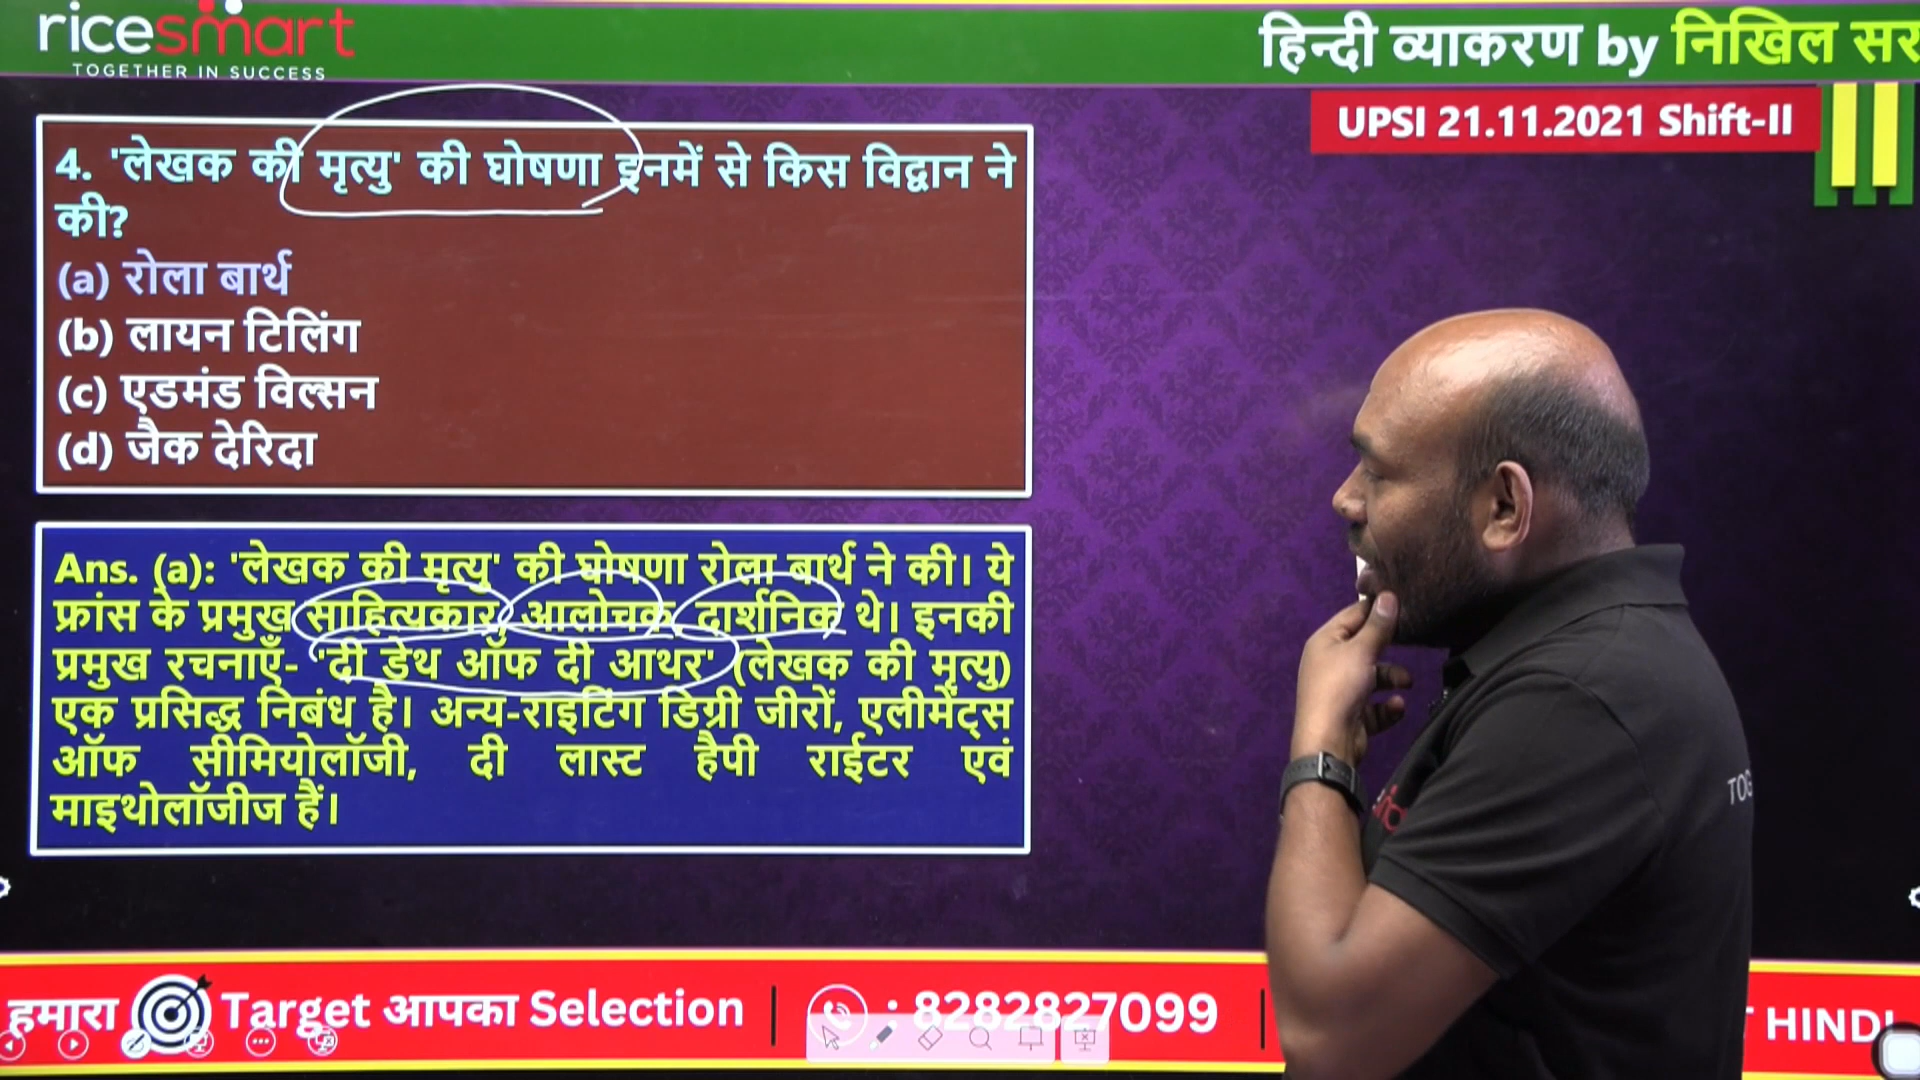 ricesmart
TOGETHER IN SUCCESS
हिन्दी व्याकरण by निखिल सर
UPSI 21.11.2021 Shift-II
4. 'लेखक की मृत्यु' की घोषणा इनमें से किस विद्वान ने
की?
(a) रोला बार्थ
(b) लायन टिलिंग
(c) एडमंड विल्सन
(d) जैक देरिदा
Ans. (a): 'लेखक की मृत्यु' की घोषणा रोला बार्थ ने की। ये
फ्रांस के प्रमुख साहित्यकार, आलोचक, दार्शनिक थे। इनकी
प्रमुख रचनाएँ- 'दी डेथ ऑफ दी आथर' (लेखक की मृत्यु)
एक प्रसिद्ध निबंध है। अन्य-राइटिंग डिग्री जीरों, एलीमेंट्स
ऑफ सीमियोलॉजी, दी लास्ट हैपी राईटर एवं
माइथोलॉजीज हैं।
TOG
हमारा Target आपका Selection | : 8282827099 | HINDI